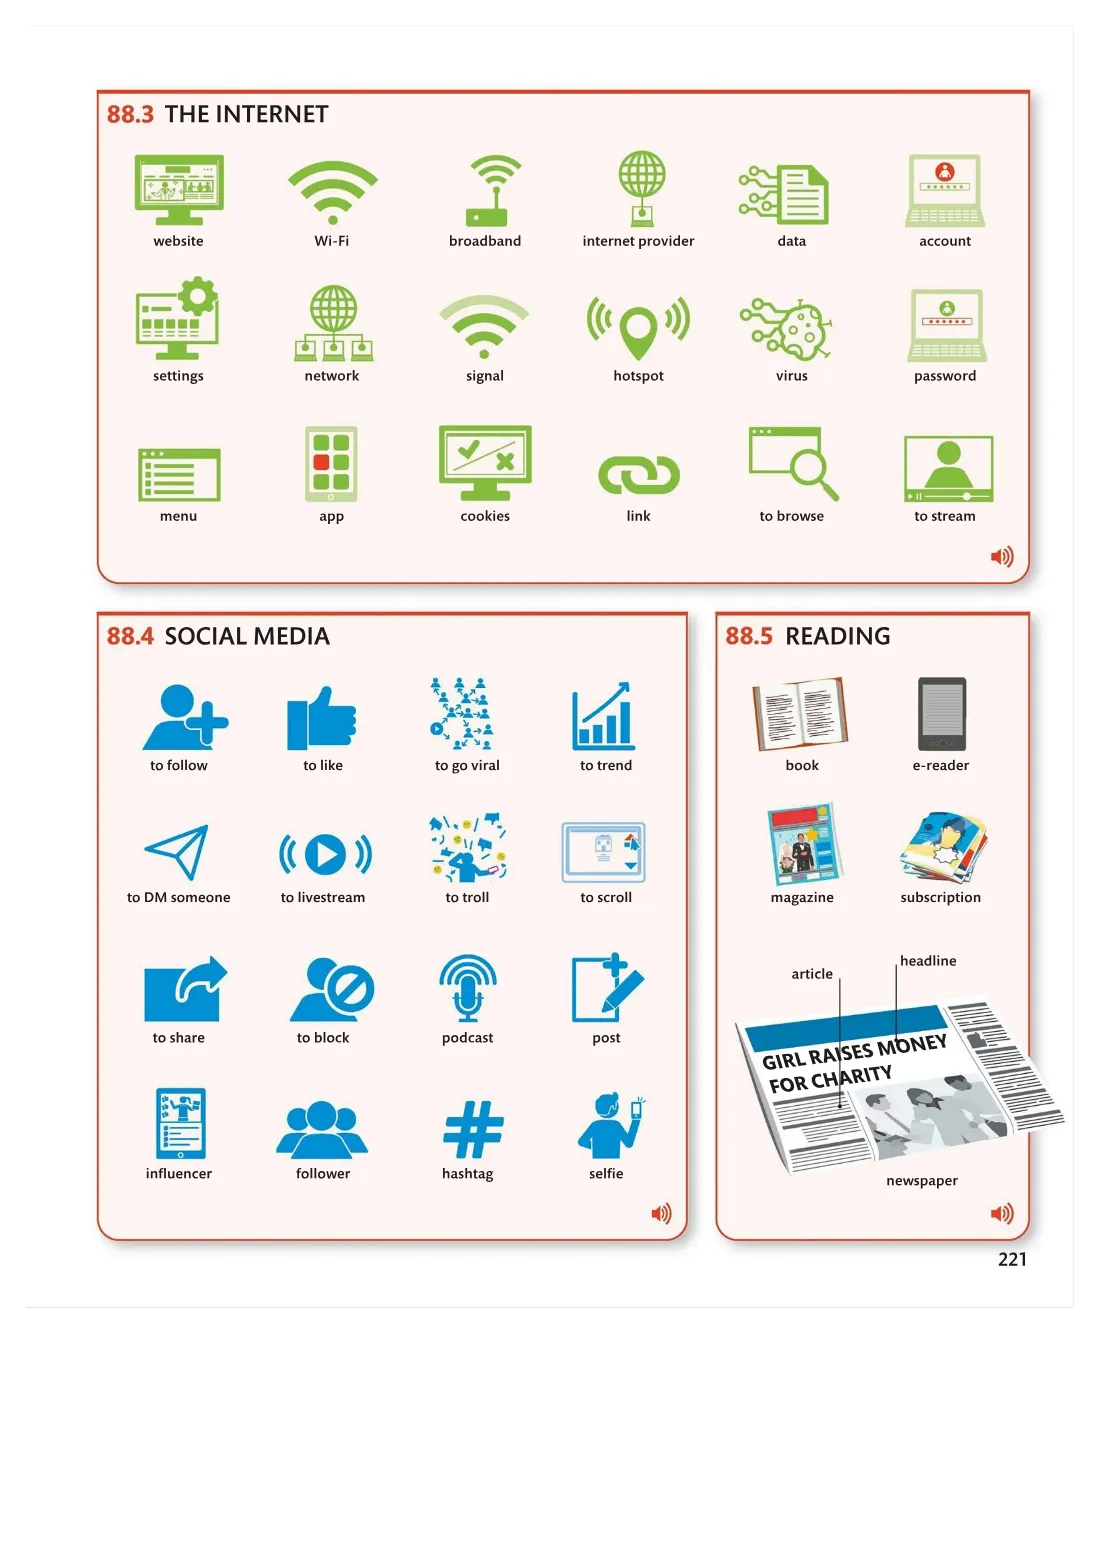 88.3 THE INTERNET
website Wi-Fi broadband internet provider data account
settings network signal hotspot virus password
menu app cookies link to browse to stream
88.4 SOCIAL MEDIA
to follow to like to go viral to trend
to DM someone to livestream to troll to scroll
to share to block podcast post
influencer follower hashtag selfie
88.5 READING
book e-reader
magazine subscription
headline
article
GIRL RAISES MONEY
FOR CHARITY
newspaper
221